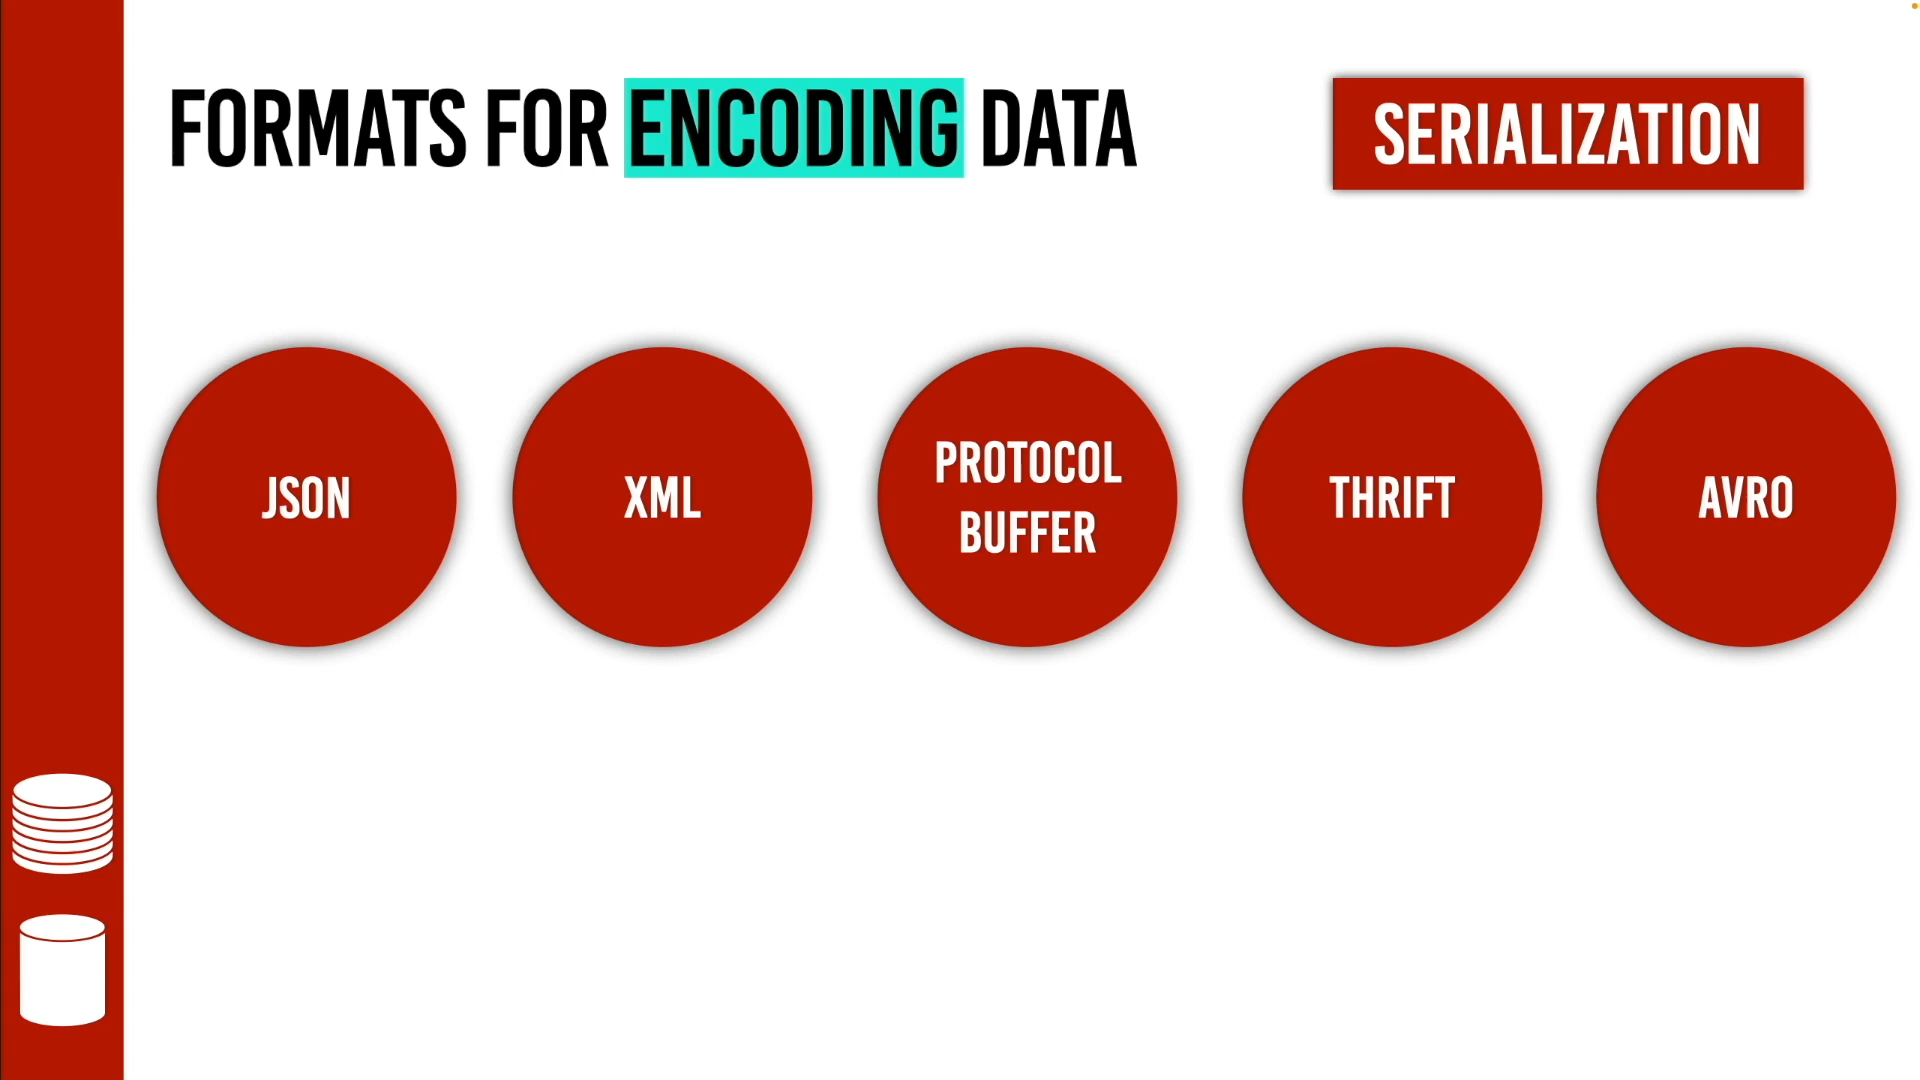 FORMATS FOR ENCODING DATA
SERIALIZATION
JSON
XML
PROTOCOL
BUFFER
THRIFT
AVRO